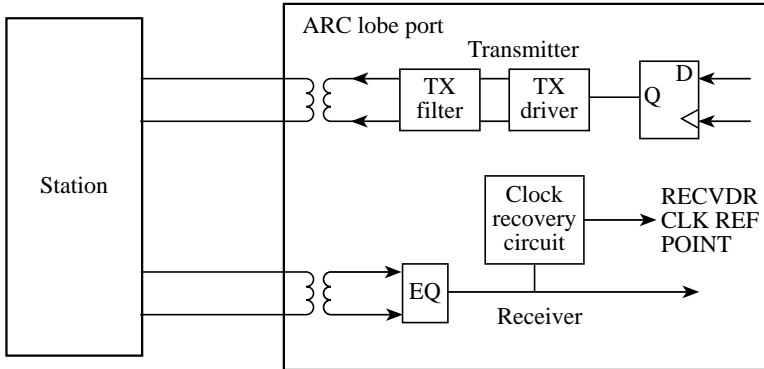 ARC lobe port
Transmitter
TX
filter
TX
driver
D
Q
Station
Clock
recovery
circuit
RECVDR
CLK REF
POINT
EQ
Receiver